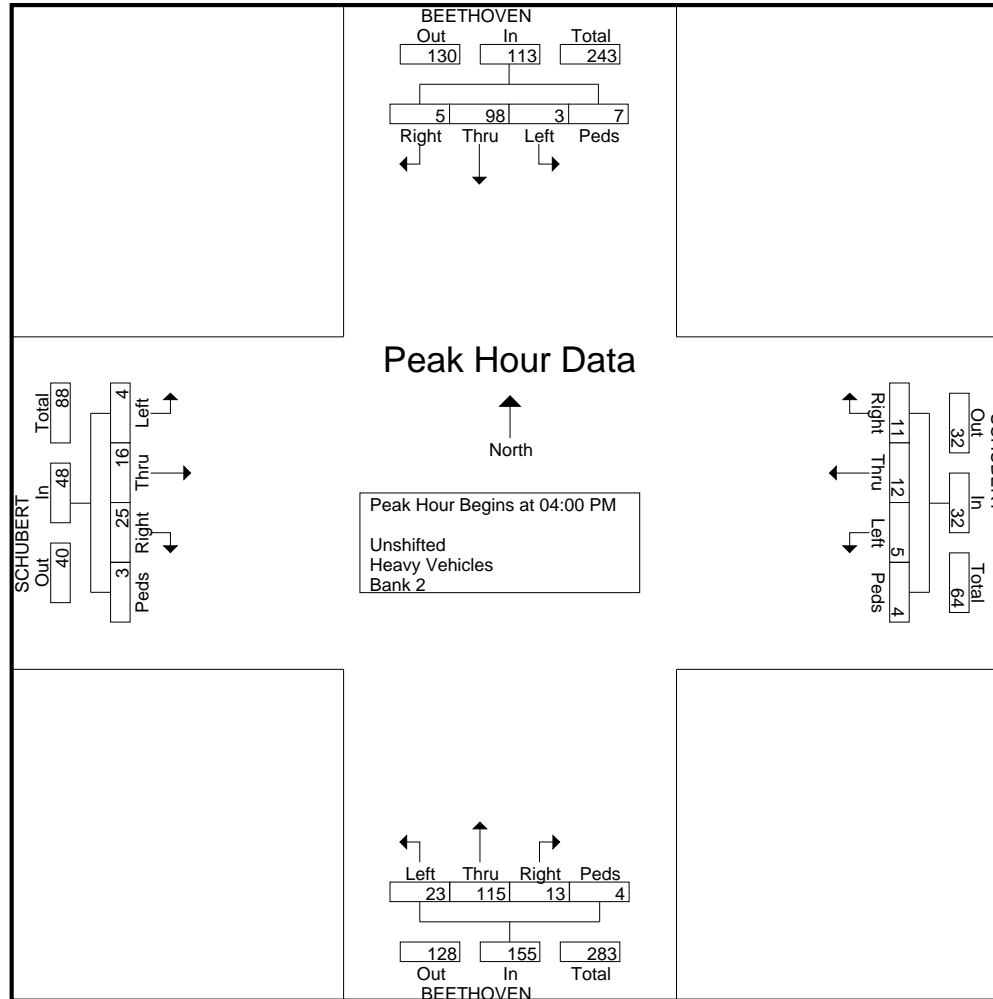 BEETHOVEN
Out In Total
130 113 243
5 98 3 7
Right Thru Left Peds
Peak Hour Data
North
Peak Hour Begins at 04:00 PM
Unshifted
Heavy Vehicles
Bank 2
SCHUBERT
Out In Total
40 48 88
Left Thru Right Peds
4 16 25 3
Out In Total
32 32 64
Right Thru Left Peds
11 12 5 4
Left Thru Right Peds
23 115 13 4
128 155 283
Out In Total
BEETHOVEN